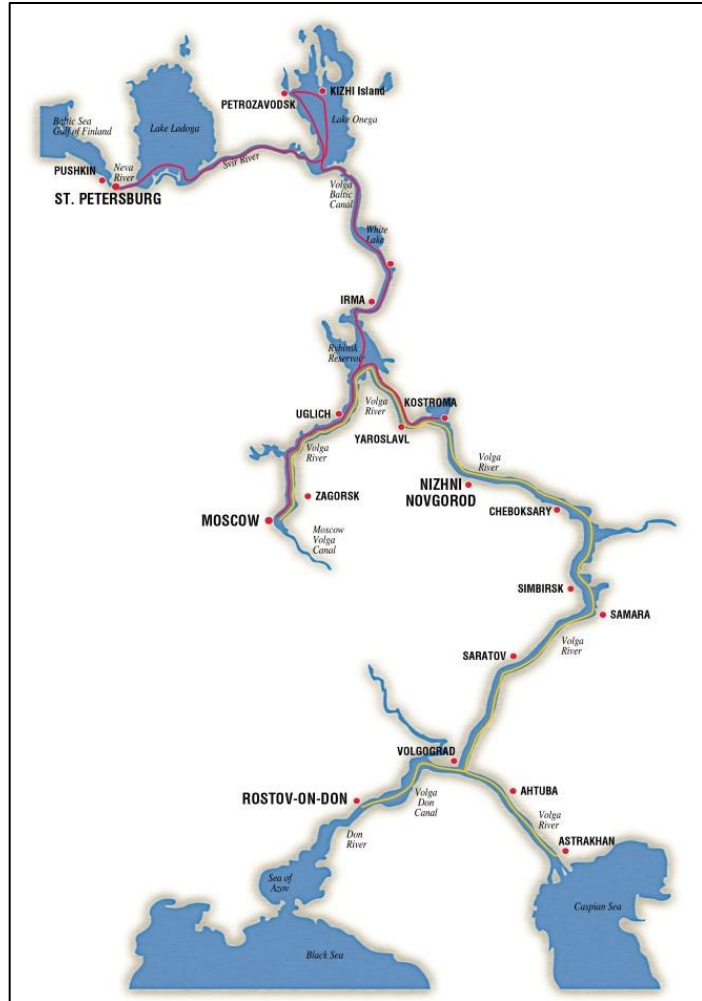 KIZHI Island
PETROZAVODSK
Lake Onega
Baltic Sea
Gulf of Finland
Lake Ladoga
Svir River
PUSHKIN
Neva
River
ST. PETERSBURG
Volga
Baltic
Canal
White
Lake
IRMA
Rybinsk
Reservoir
UGLICH
Volga
River
KOSTROMA
YAROSLAVL
Volga
River
Volga
River
ZAGORSK
NIZHNI
NOVGOROD
CHEBOKSARY
MOSCOW
Moscow
Volga
Canal
SIMBIRSK
SAMARA
Volga
River
SARATOV
VOLGOGRAD
AHTUBA
ROSTOV-ON-DON
Volga
Don
Canal
Volga
River
Don
River
ASTRAKHAN
Sea of
Azov
Caspian Sea
Black Sea